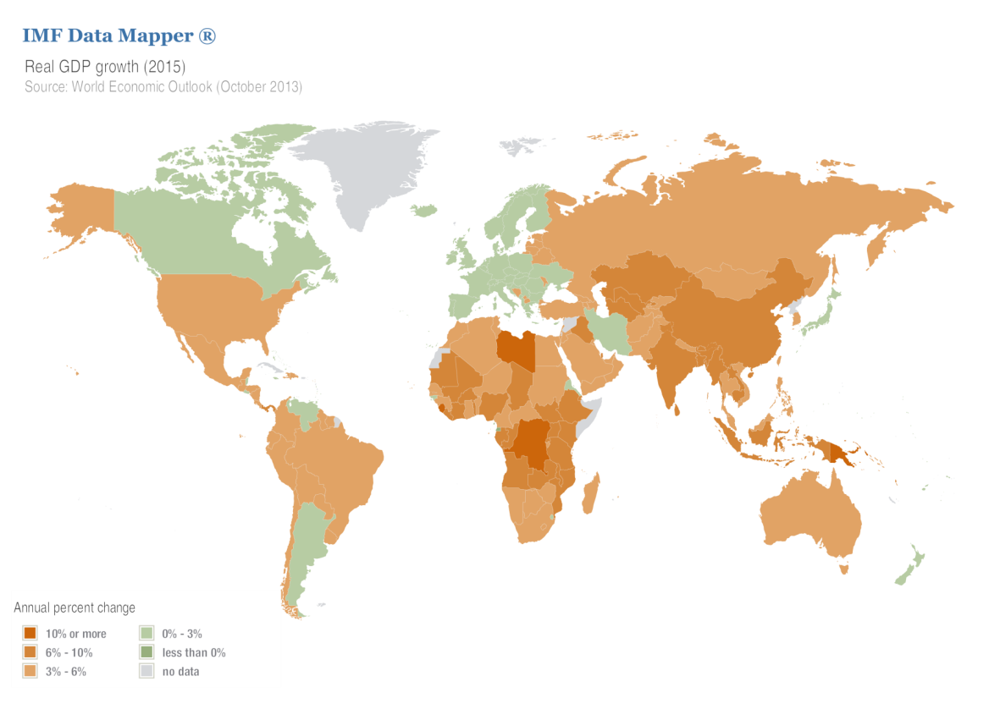 IMF Data Mapper ®
Real GDP growth (2015)
Source: World Economic Outlook (October 2013)
Annual percent change
10% or more
6% - 10%
3% - 6%
0% - 3%
less than 0%
no data